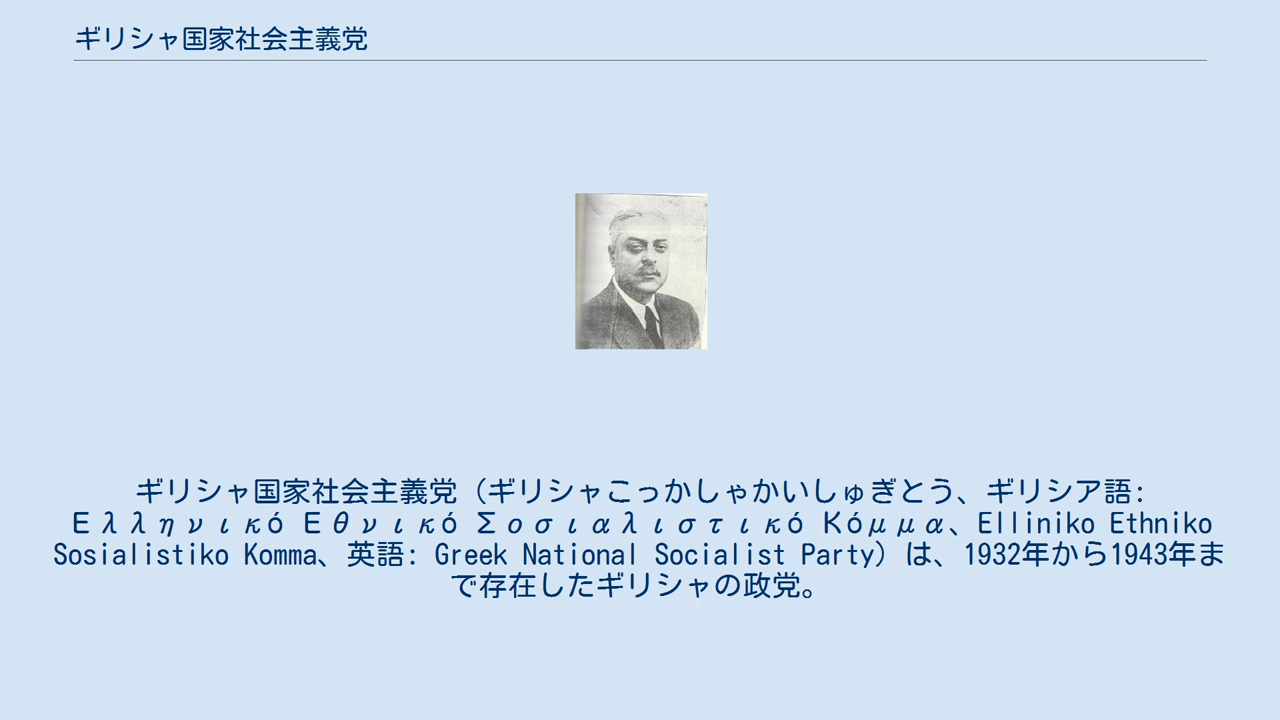 ギリシャ国家社会主義党
ギリシャ国家社会主義党（ギリシャこっかしゃかいしゅぎとう、ギリシア語:
Ελληνικό Εθνικό Σοσιαλιστικό Κόμμα、Elliniko Ethniko
Sosialistiko Komma、英語: Greek National Socialist Party）は、1932年から1943年ま
で存在したギリシャの政党。